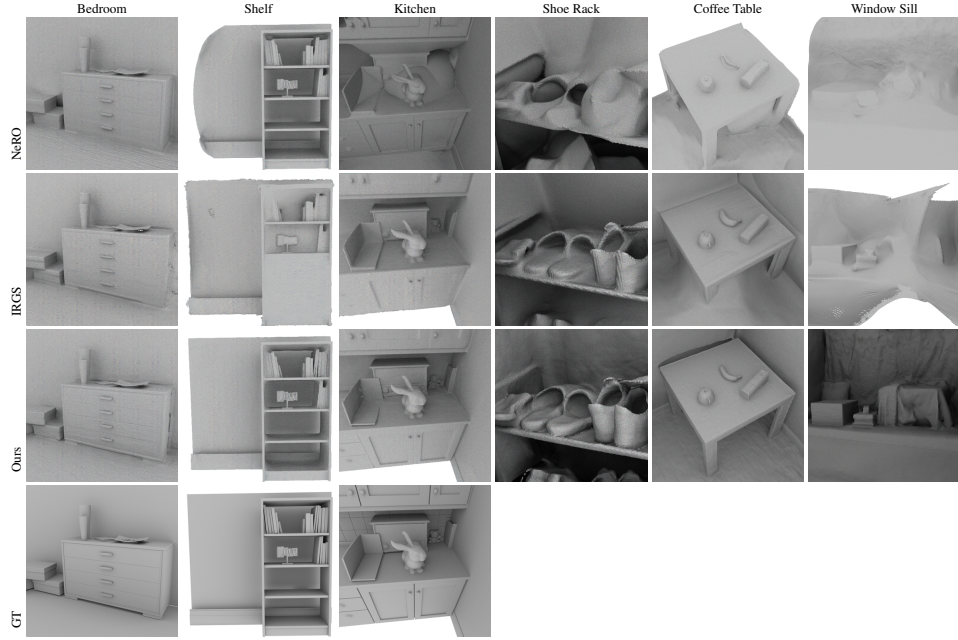 Bedroom Shelf Kitchen Shoe Rack Coffee Table Window Sill
NeRO
IRGS
Ours
GT